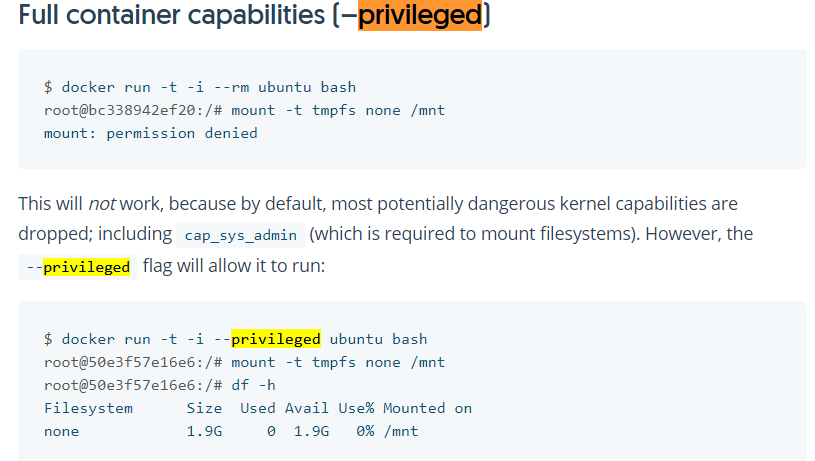 Full container capabilities (–privileged)
$ docker run -t -i --rm ubuntu bash
root@bc338942ef20:/# mount -t tmpfs none /mnt
mount: permission denied
This will not work, because by default, most potentially dangerous kernel capabilities are
dropped; including cap_sys_admin (which is required to mount filesystems). However, the
--privileged flag will allow it to run:
$ docker run -t -i --privileged ubuntu bash
root@50e3f57e16e6:/# mount -t tmpfs none /mnt
root@50e3f57e16e6:/# df -h
Filesystem      Size  Used Avail Use% Mounted on
none            1.9G     0  1.9G   0% /mnt